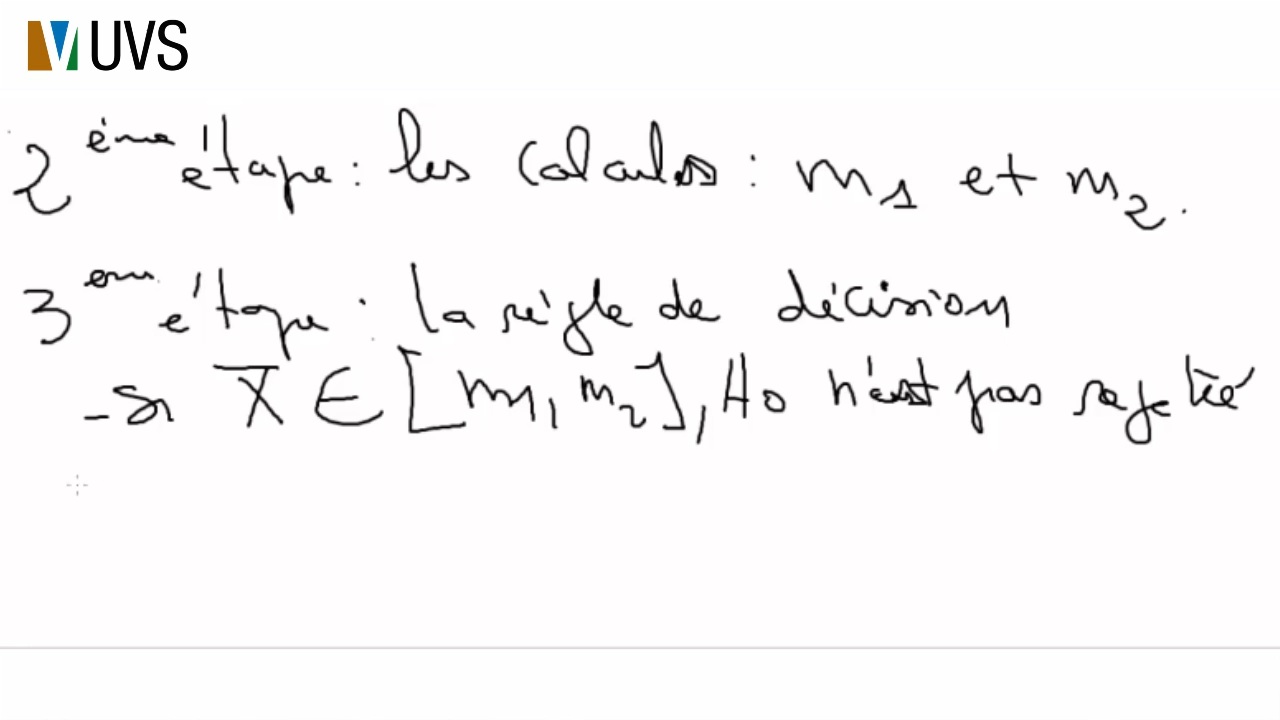 UVS
2ème étape : les calculs : m1 et m2.
3ème étape : la règle de décision
- Si X̅ ∈ [m1, m2], H0 n'est pas rejetée